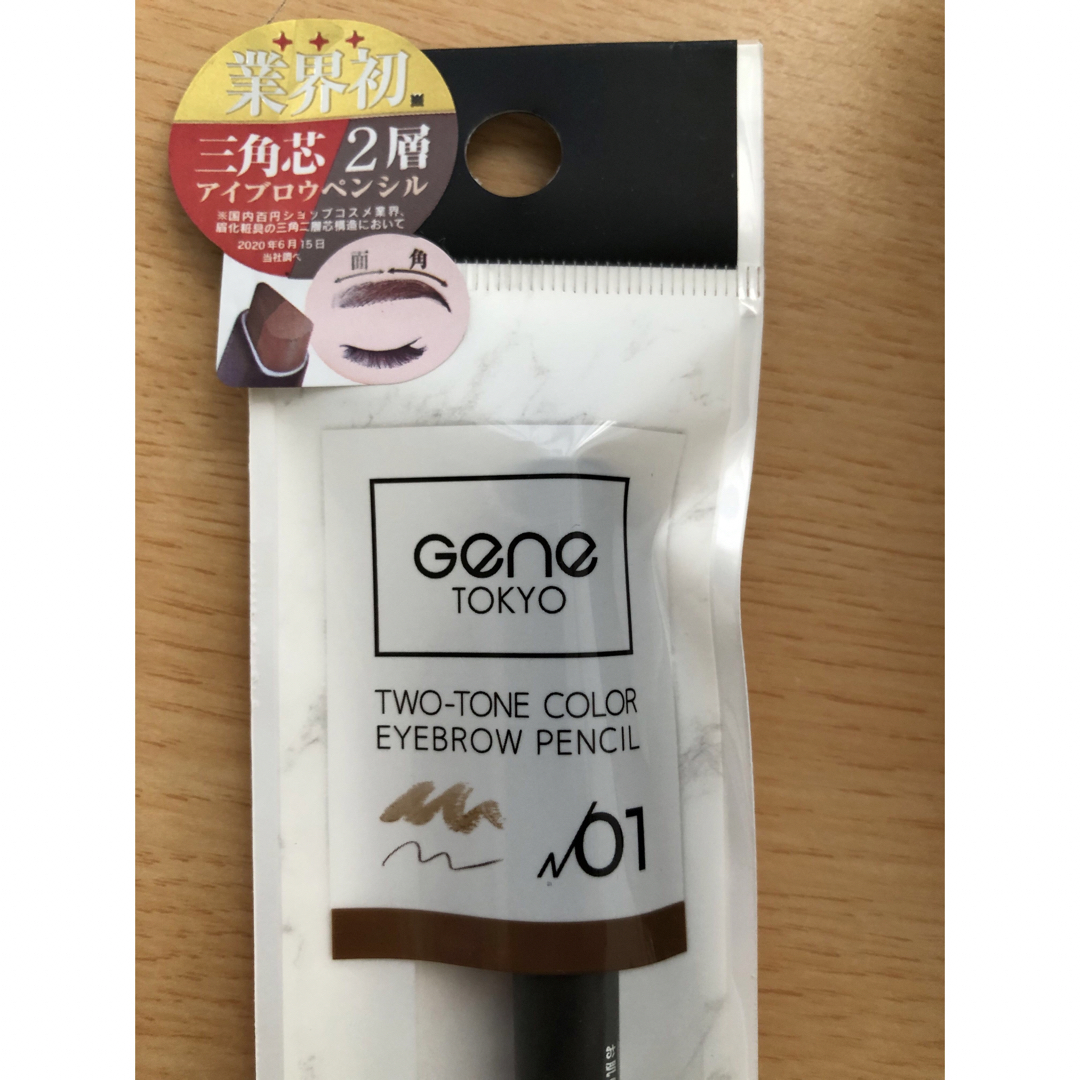 業界初※
三角芯 2層
アイブロウペンシル
※国内百円ショップコスメ業界、
眉化粧具の三角二層芯構造において
2020年6月15日
当社調べ
面 角
Gene
TOKYO
TWO-TONE COLOR
EYEBROW PENCIL
N°01